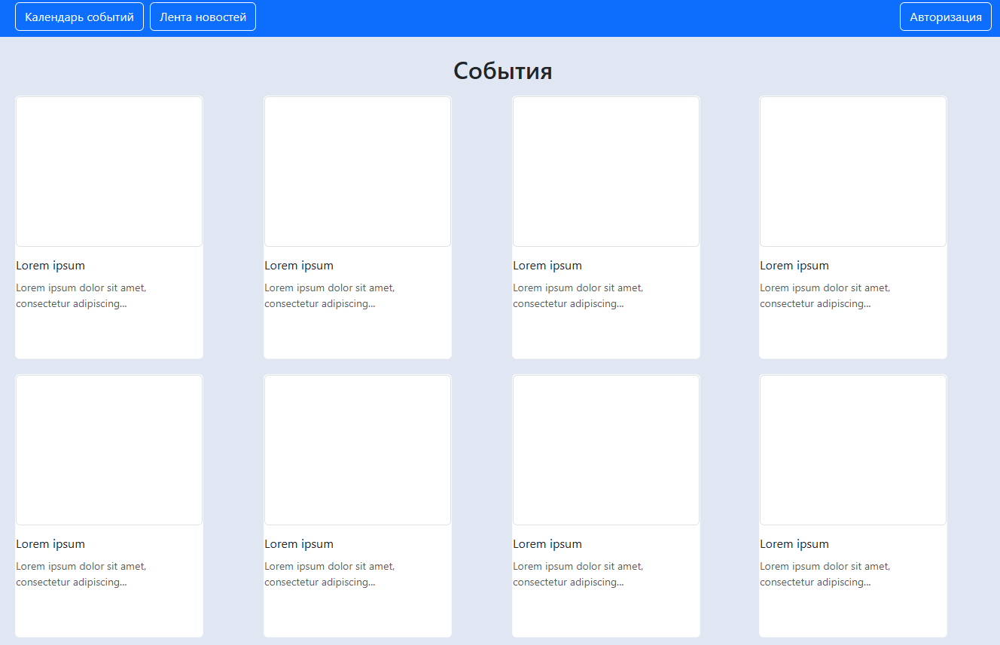 Календарь событий
Лента новостей
Авторизация
События
Lorem ipsum
Lorem ipsum dolor sit amet,
consectetur adipiscing...
Lorem ipsum
Lorem ipsum dolor sit amet,
consectetur adipiscing...
Lorem ipsum
Lorem ipsum dolor sit amet,
consectetur adipiscing...
Lorem ipsum
Lorem ipsum dolor sit amet,
consectetur adipiscing...
Lorem ipsum
Lorem ipsum dolor sit amet,
consectetur adipiscing...
Lorem ipsum
Lorem ipsum dolor sit amet,
consectetur adipiscing...
Lorem ipsum
Lorem ipsum dolor sit amet,
consectetur adipiscing...
Lorem ipsum
Lorem ipsum dolor sit amet,
consectetur adipiscing...